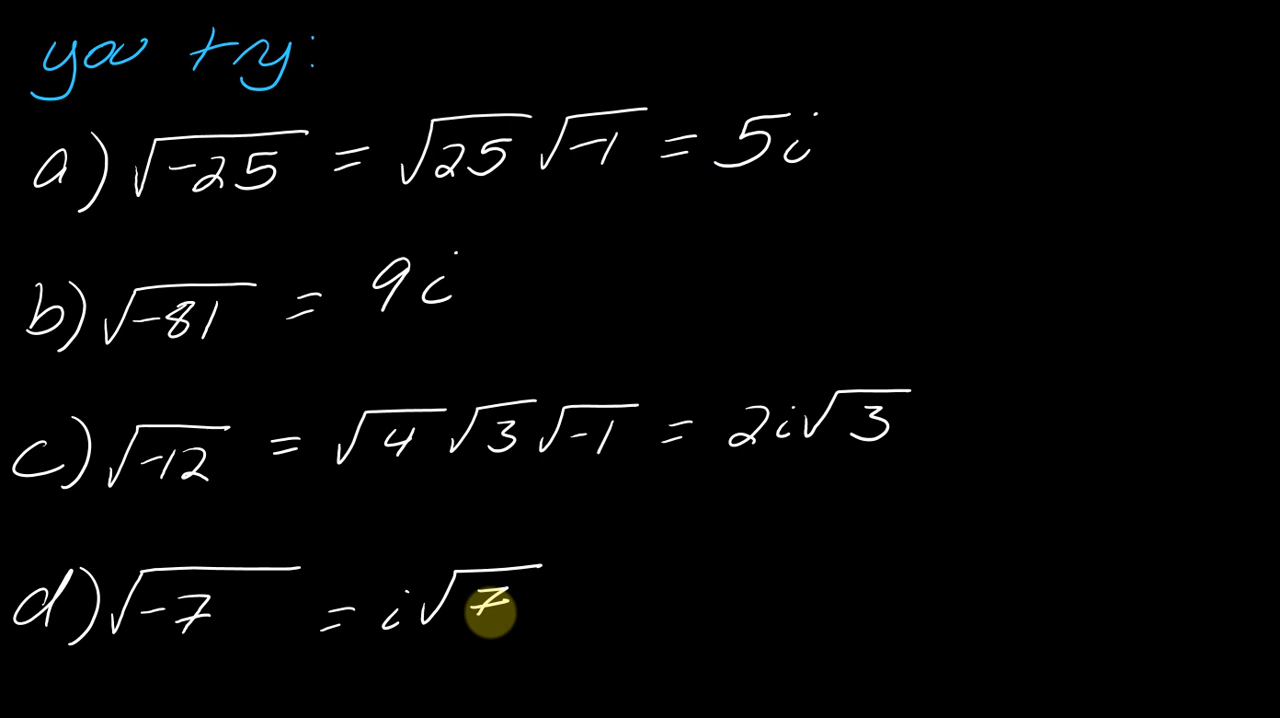 you try:
a) √-25 = √25 √-1 = 5i
b) √-81 = 9i
c) √-12 = √4 √3 √-1 = 2i√3
d) √-7 = i√7